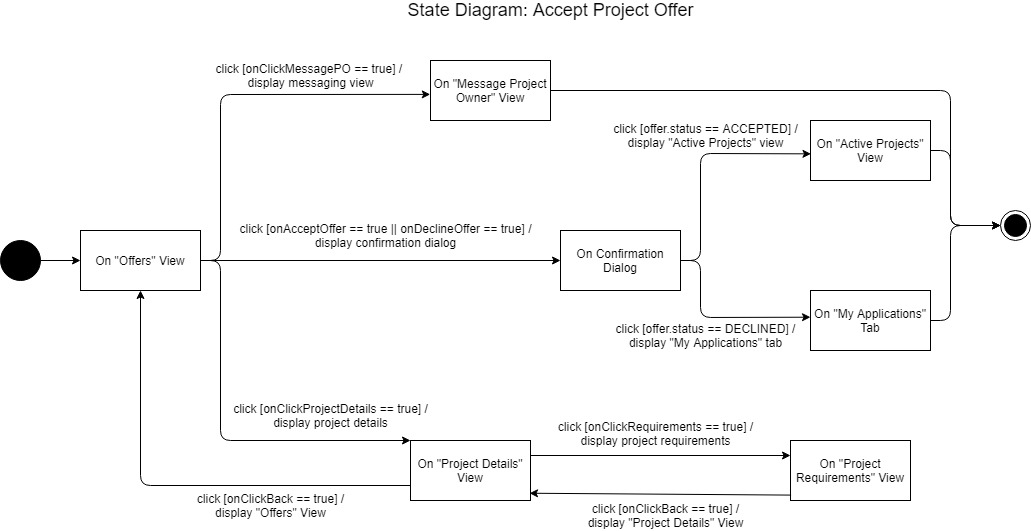 State Diagram: Accept Project Offer
click [onClickMessagePO == true] /
display messaging view
On "Message Project
Owner" View
click [offer.status == ACCEPTED] /
display "Active Projects" view
On "Active Projects"
View
click [onAcceptOffer == true || onDeclineOffer == true] /
display confirmation dialog
On "Offers" View
On Confirmation
Dialog
On "My Applications"
Tab
click [offer.status == DECLINED] /
display "My Applications" tab
click [onClickProjectDetails == true] /
display project details
click [onClickRequirements == true] /
display project requirements
On "Project Details"
View
On "Project
Requirements" View
click [onClickBack == true] /
display "Offers" View
click [onClickBack == true] /
display "Project Details" View